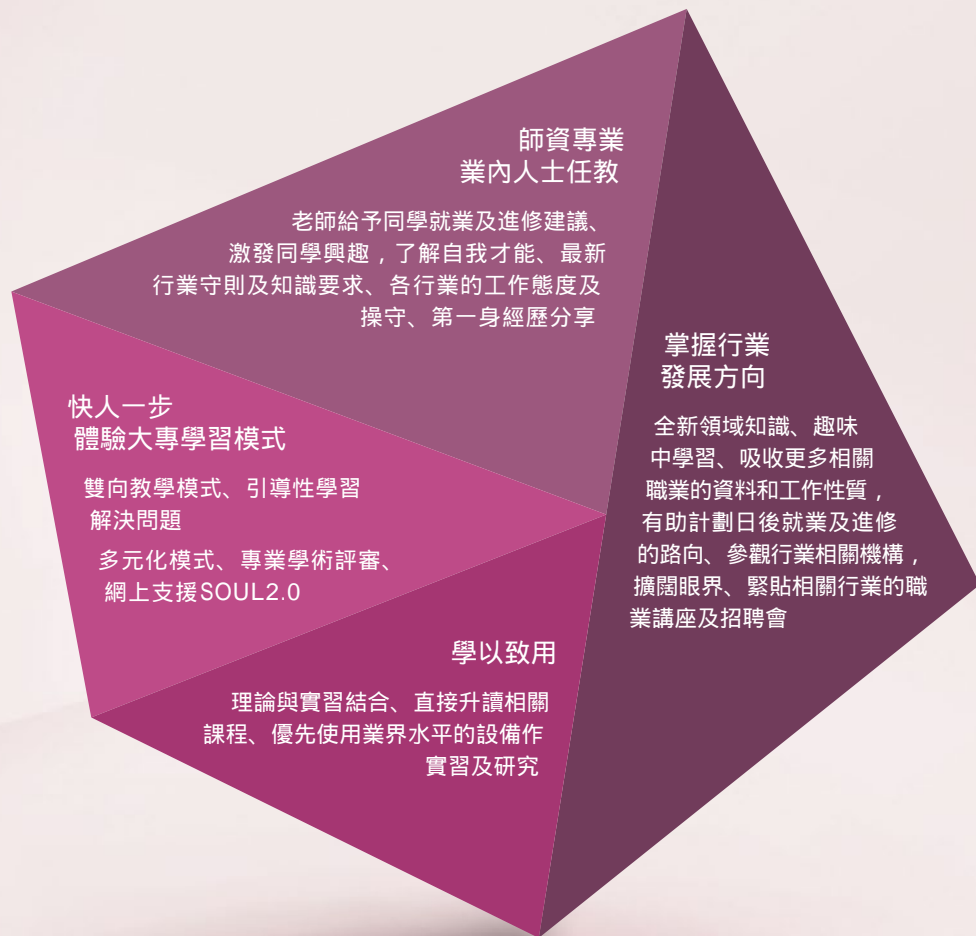 師資專業
業內人士任教
老師給予同學就業及進修建議、
激發同學興趣，了解自我才能、最新
行業守則及知識要求、各行業的工作態度及
操守、第一身經歷分享
掌握行業
發展方向
全新領域知識、趣味
中學習、吸收更多相關
職業的資料和工作性質，
有助計劃日後就業及進修
的路向、參觀行業相關機構，
擴闊眼界、緊貼相關行業的職
業講座及招聘會
快人一步
體驗大專學習模式
雙向教學模式、引導性學習
解決問題
多元化模式、專業學術評審、
網上支援SOUL2.0
學以致用
理論與實習結合、直接升讀相關
課程、優先使用業界水平的設備作
實習及研究